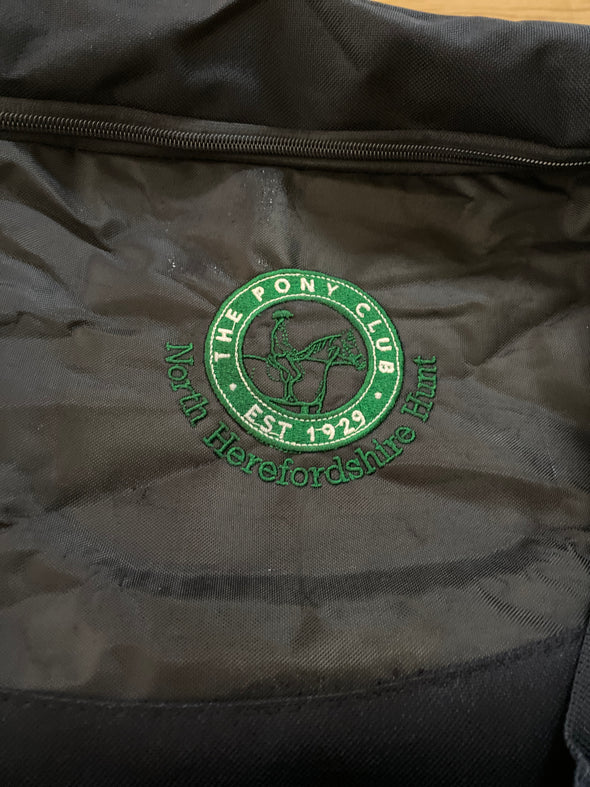 THE PONY CLUB
EST 1929
North Herefordshire Hunt